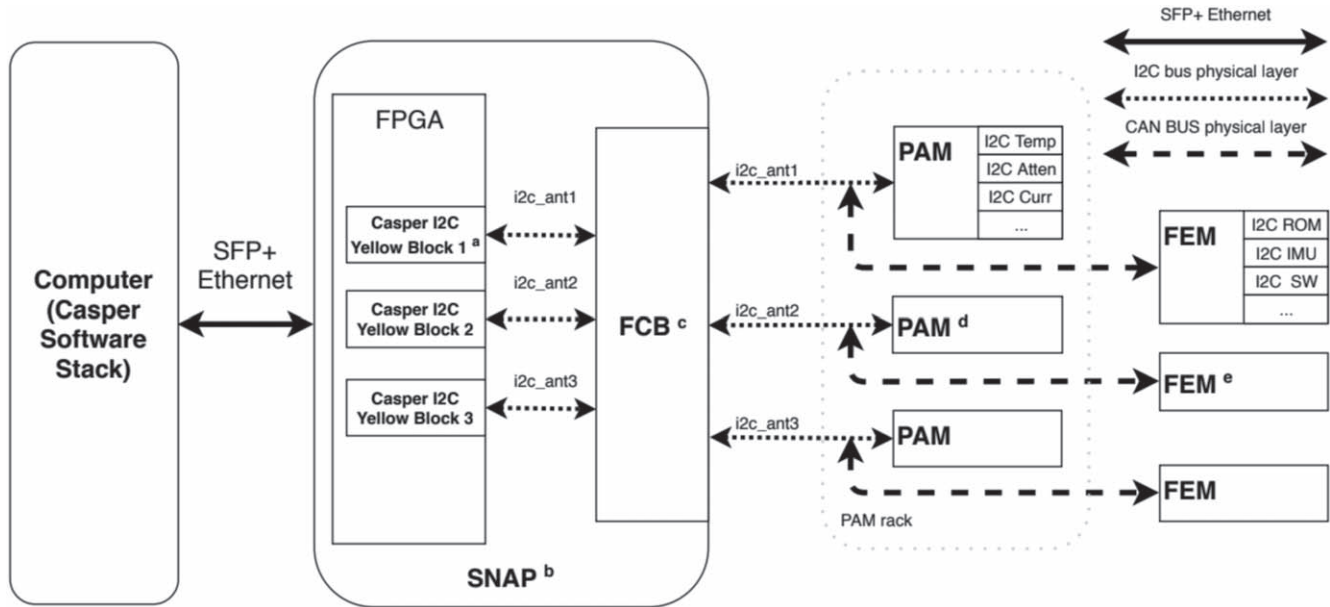 Computer
(Casper
Software
Stack)
SFP+
Ethernet
FPGA
Casper I2C
Yellow Block 1 a
Casper I2C
Yellow Block 2
Casper I2C
Yellow Block 3
i2c_ant1
i2c_ant2
i2c_ant3
FCB c
SNAP b
i2c_ant1
i2c_ant2
i2c_ant3
PAM
I2C Temp
I2C Atten
I2C Curr
...
PAM d
PAM
PAM rack
SFP+ Ethernet
I2C bus physical layer
CAN BUS physical layer
FEM
I2C ROM
I2C IMU
I2C SW
...
FEM e
FEM